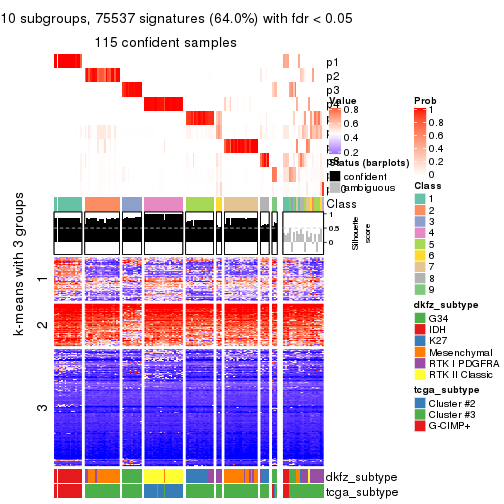 10 subgroups, 75537 signatures (64.0%) with fdr < 0.05
115 confident samples
p1
p2
p3
p4
Value
0.8
0.6
0.4
0.2
Prob
1
0.8
0.6
0.4
0.2
0
Status (barplots)
confident
ambiguous
Class
1
0.5
0
Silhouette
score
k-means with 3 groups
1
2
3
Class
1
2
3
4
5
6
7
8
9
dkfz_subtype
G34
IDH
K27
Mesenchymal
RTK I PDGFRA
RTK II Classic
tcga_subtype
Cluster #2
Cluster #3
G-CIMP+
dkfz_subtype
tcga_subtype